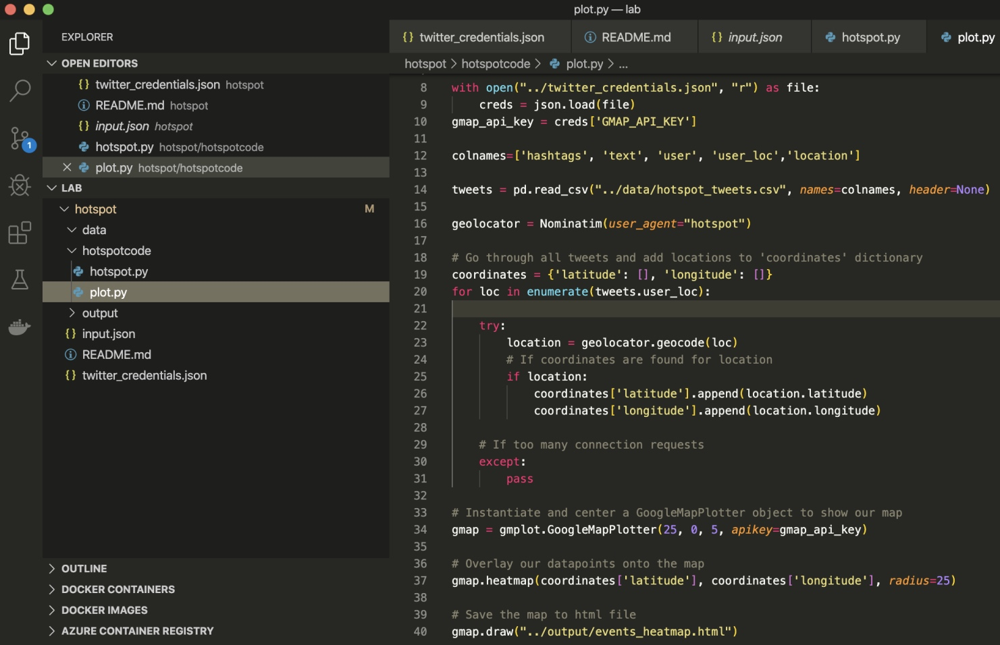 plot.py — lab
EXPLORER
OPEN EDITORS
{} twitter_credentials.json hotspot
README.md hotspot
{} input.json hotspot
hotspot.py hotspot/hotspotcode
plot.py hotspot/hotspotcode
1
LAB
hotspot M
data
hotspotcode
hotspot.py
plot.py
output
{} input.json
README.md
{} twitter_credentials.json
OUTLINE
DOCKER CONTAINERS
DOCKER IMAGES
AZURE CONTAINER REGISTRY
{} twitter_credentials.json README.md {} input.json hotspot.py plot.py
hotspot > hotspotcode > plot.py > ...
8 with open("../twitter_credentials.json", "r") as file:
9     creds = json.load(file)
10 gmap_api_key = creds['GMAP_API_KEY']
11
12 colnames=['hashtags', 'text', 'user', 'user_loc','location']
13
14 tweets = pd.read_csv("../data/hotspot_tweets.csv", names=colnames, header=None)
15
16 geolocator = Nominatim(user_agent="hotspot")
17
18 # Go through all tweets and add locations to 'coordinates' dictionary
19 coordinates = {'latitude': [], 'longitude': []}
20 for loc in enumerate(tweets.user_loc):
21
22     try:
23         location = geolocator.geocode(loc)
24         # If coordinates are found for location
25         if location:
26             coordinates['latitude'].append(location.latitude)
27             coordinates['longitude'].append(location.longitude)
28
29     # If too many connection requests
30     except:
31         pass
32
33 # Instantiate and center a GoogleMapPlotter object to show our map
34 gmap = gmplot.GoogleMapPlotter(25, 0, 5, apikey=gmap_api_key)
35
36 # Overlay our datapoints onto the map
37 gmap.heatmap(coordinates['latitude'], coordinates['longitude'], radius=25)
38
39 # Save the map to html file
40 gmap.draw("../output/events_heatmap.html")